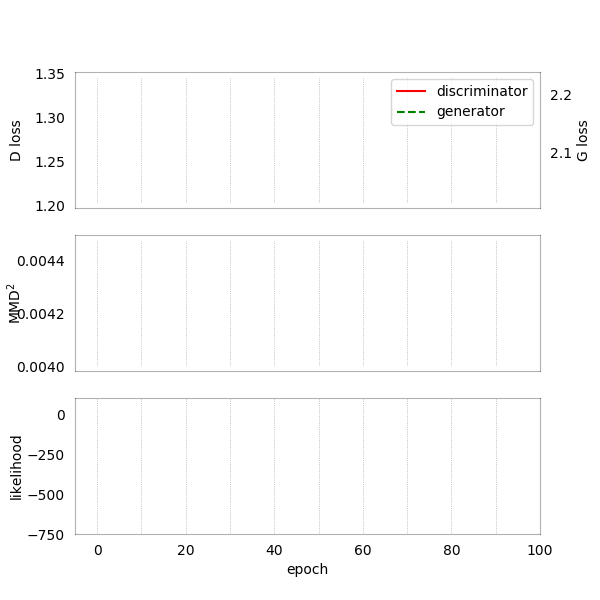 1.35
1.30
1.25
1.20
D loss
discriminator
generator
2.2
2.1
G loss
0.0044
0.0042
0.0040
MMD²
0
−250
−500
−750
likelihood
0 20 40 60 80 100
epoch